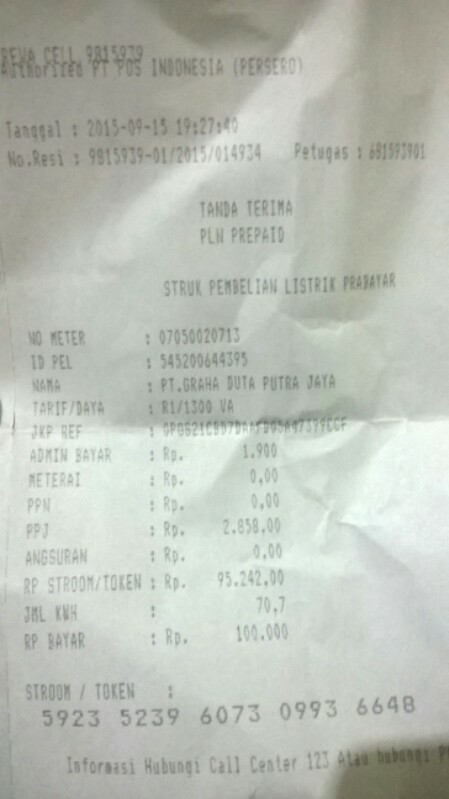 REWA CELL 9815939
Authorized PT POS INDONESIA (PERSERO)
Tanggal : 2015-09-15 19:27:40
No.Resi : 9815939-01/2015/014934 Petugas : 681593901
TANDA TERIMA
PLN PREPAID
STRUK PEMBELIAN LISTRIK PRABAYAR
NO METER : 07050020713
ID PEL : 545200644395
NAMA : PT.GRAHA DUTA PUTRA JAYA
TARIF/DAYA : R1/1300 VA
JKP REF :
ADMIN BAYAR : Rp. 1.900
METERAI : Rp. 0,00
PPN : Rp. 0,00
PPJ : Rp. 2.858,00
ANGSURAN : Rp. 0,00
RP STROOM/TOKEN : Rp. 95.242,00
JML KWH : 70,7
RP BAYAR : Rp. 100.000
STROOM / TOKEN :
5923 5239 6073 0993 6648
Informasi Hubungi Call Center 123 Atau hubungi